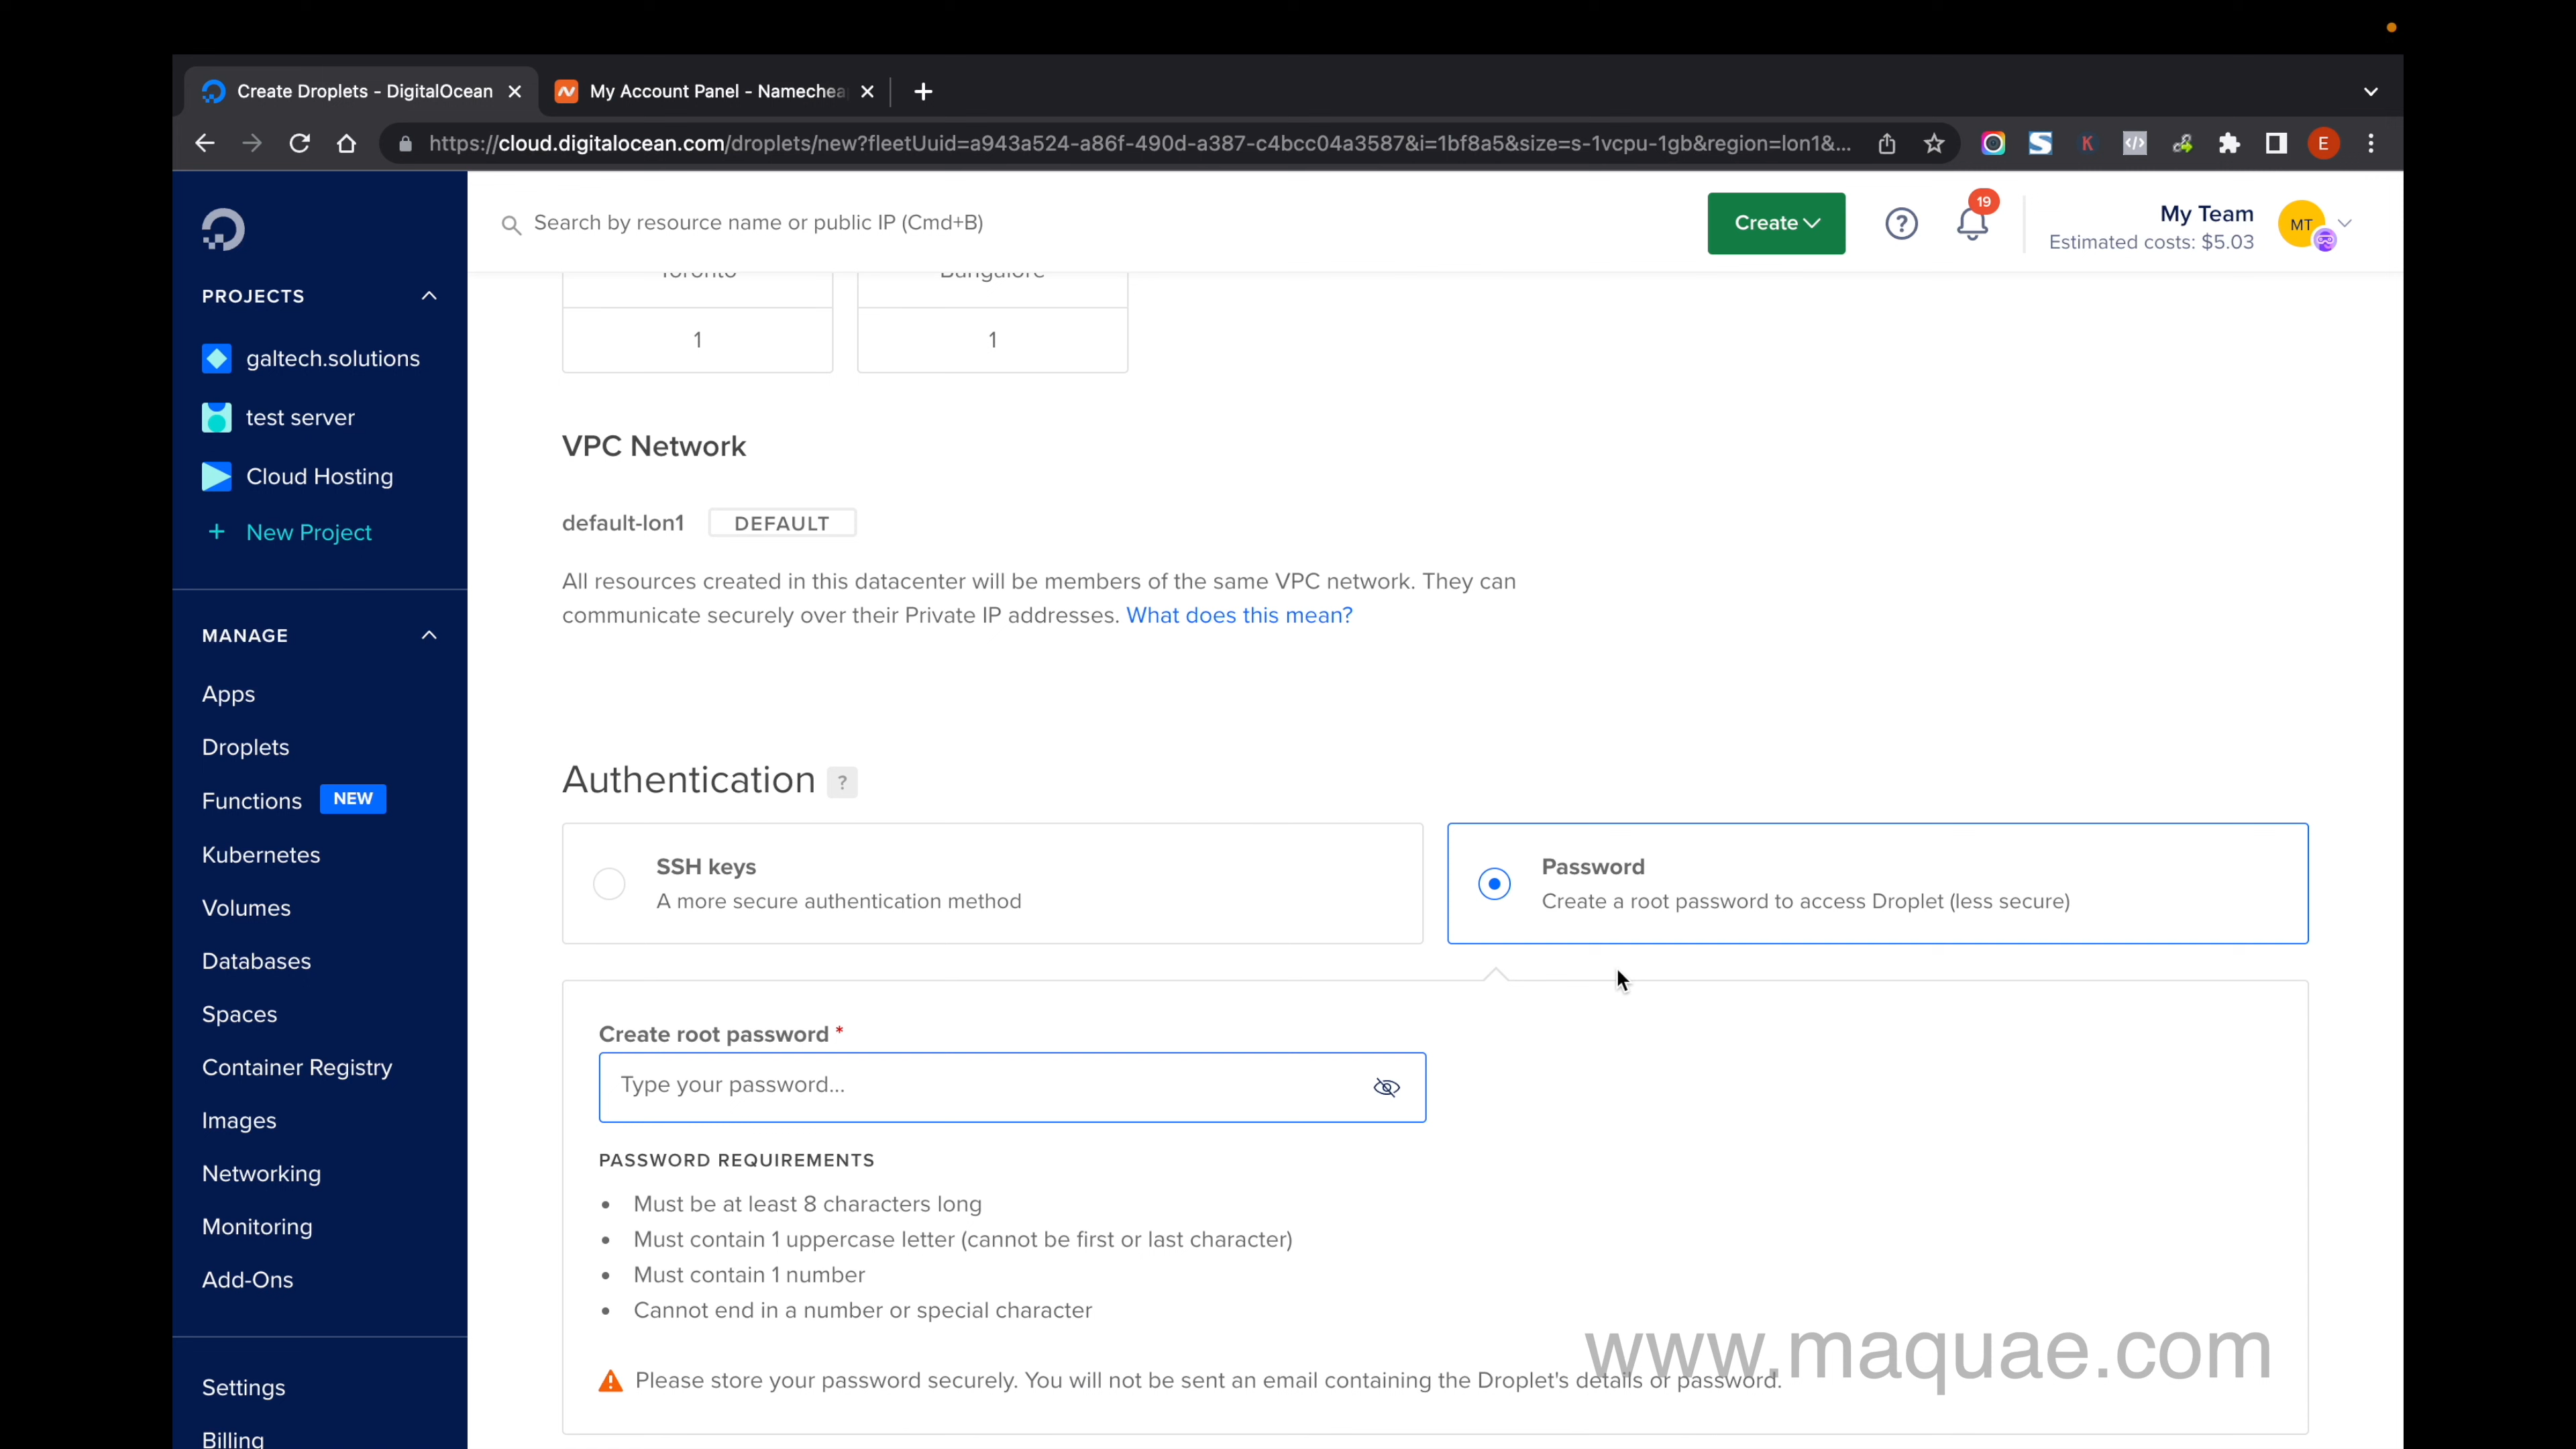 Create Droplets - DigitalOcean
My Account Panel - Namechea
https://cloud.digitalocean.com/droplets/new?fleetUuid=a943a524-a86f-490d-a387-c4bcc04a3587&i=1bf8a5&size=s-1vcpu-1gb&region=lon1&...
K
E
PROJECTS
galtech.solutions
test server
Cloud Hosting
+ New Project
MANAGE
Apps
Droplets
Functions NEW
Kubernetes
Volumes
Databases
Spaces
Container Registry
Images
Networking
Monitoring
Add-Ons
Settings
Billing
Search by resource name or public IP (Cmd+B)
Create
?
19
My Team
Estimated costs: $5.03
MT
Toronto
Bangalore
1
1
VPC Network
default-lon1 DEFAULT
All resources created in this datacenter will be members of the same VPC network. They can
communicate securely over their Private IP addresses. What does this mean?
Authentication ?
SSH keys
A more secure authentication method
Password
Create a root password to access Droplet (less secure)
Create root password *
Type your password...
PASSWORD REQUIREMENTS
• Must be at least 8 characters long
• Must contain 1 uppercase letter (cannot be first or last character)
• Must contain 1 number
• Cannot end in a number or special character
Please store your password securely. You will not be sent an email containing the Droplet's details or password.
www.maquae.com